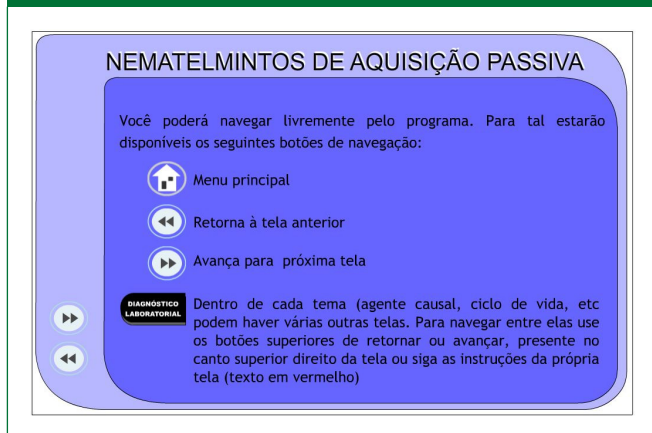 NEMATELMINTOS DE AQUISIÇÃO PASSIVA
Você poderá navegar livremente pelo programa. Para tal estarão
disponíveis os seguintes botões de navegação:
Menu principal
Retorna à tela anterior
Avança para próxima tela
DIAGNÓSTICO
LABORATORIAL
Dentro de cada tema (agente causal, ciclo de vida, etc
podem haver várias outras telas. Para navegar entre elas use
os botões superiores de retornar ou avançar, presente no
canto superior direito da tela ou siga as instruções da própria
tela (texto em vermelho)